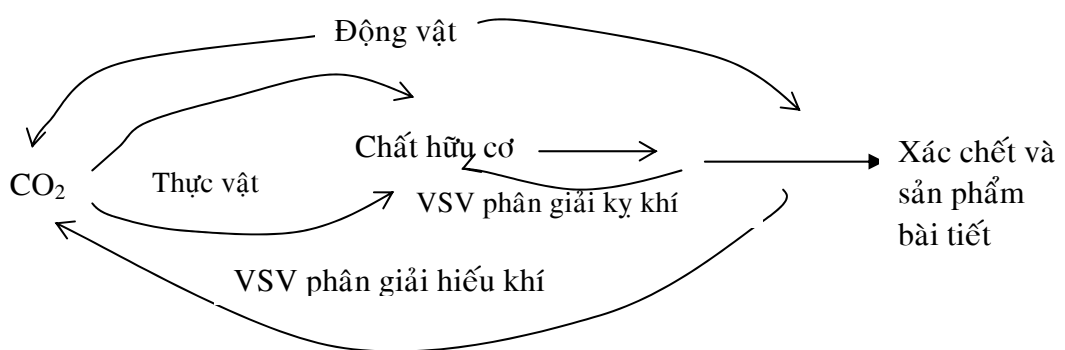 Động vật
Chất hữu cơ
Xác chết và
sản phẩm
bài tiết
CO₂
Thực vật
VSV phân giải kỵ khí
VSV phân giải hiếu khí